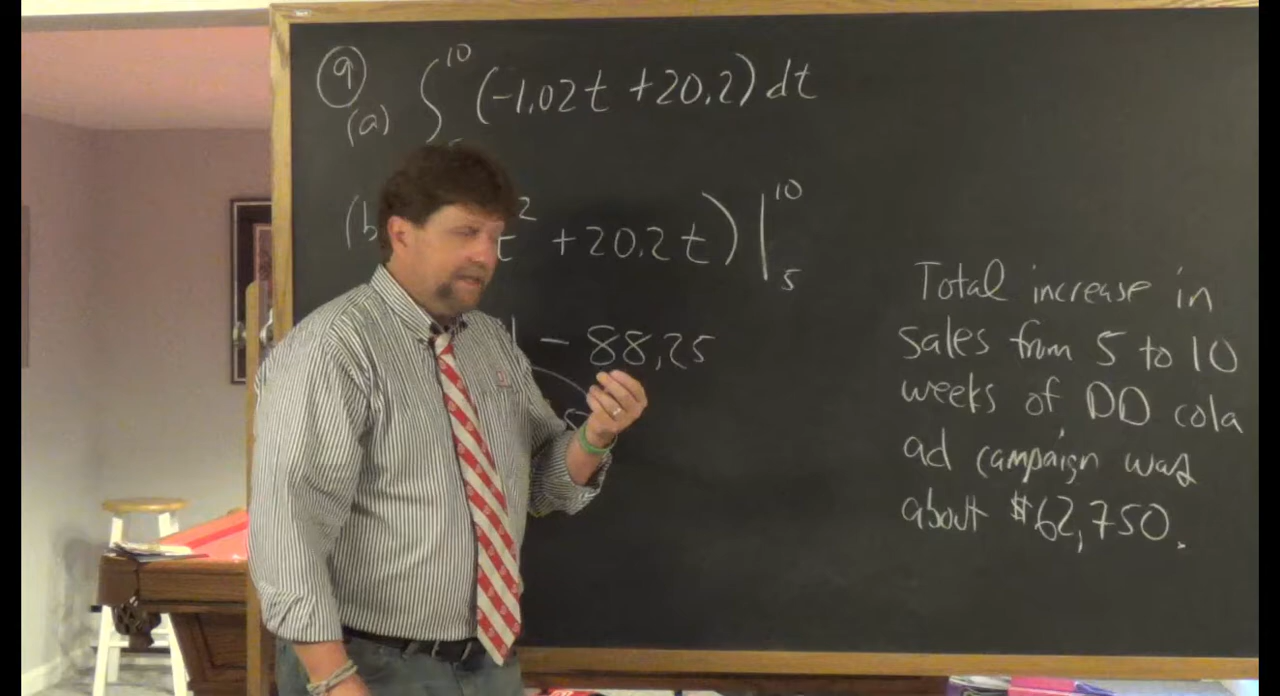 9
(a) ∫ 10 (-1.02t +20.2) dt
(b t² +20.2t) | 10 5
- 88.25
Total increase in
sales from 5 to 10
weeks of DD cola
ad campaign was
about $62,750.